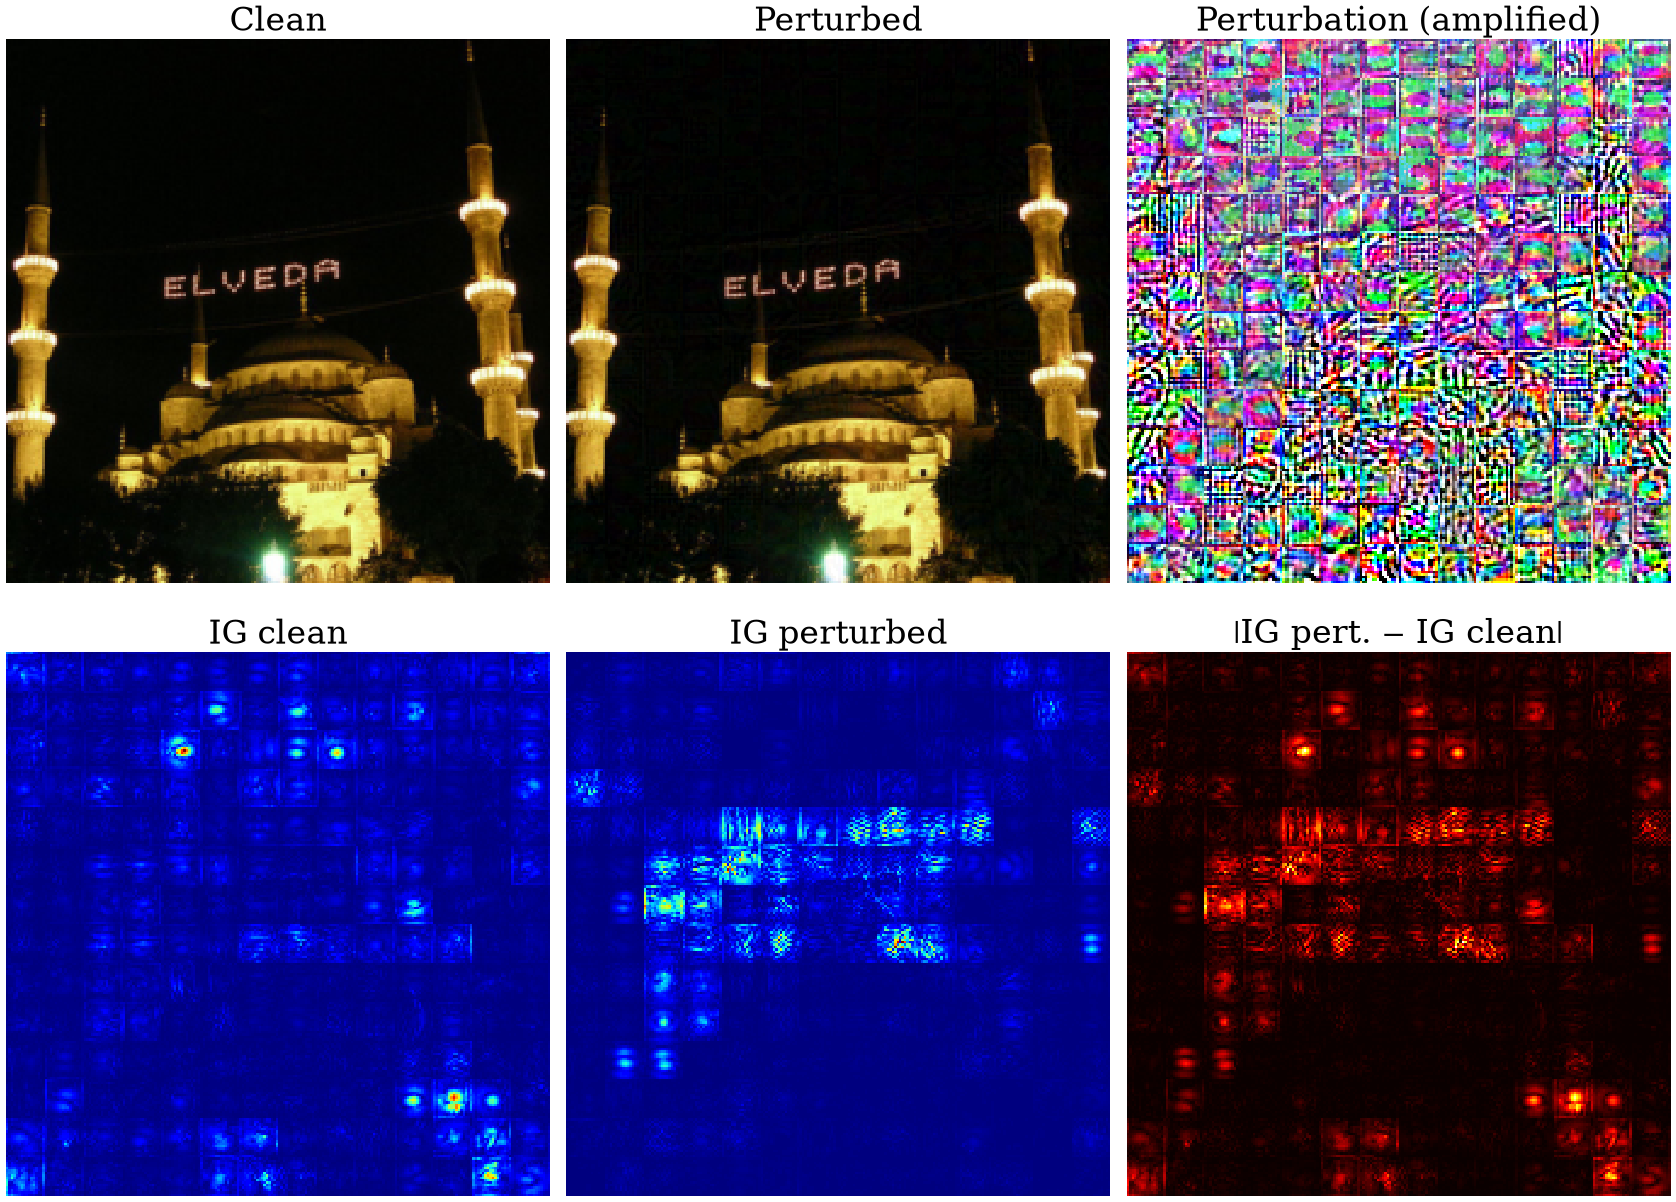 Clean
Perturbed
Perturbation (amplified)
ELVEDA
ELVEDA
IG clean
IG perturbed
|IG pert. – IG clean|